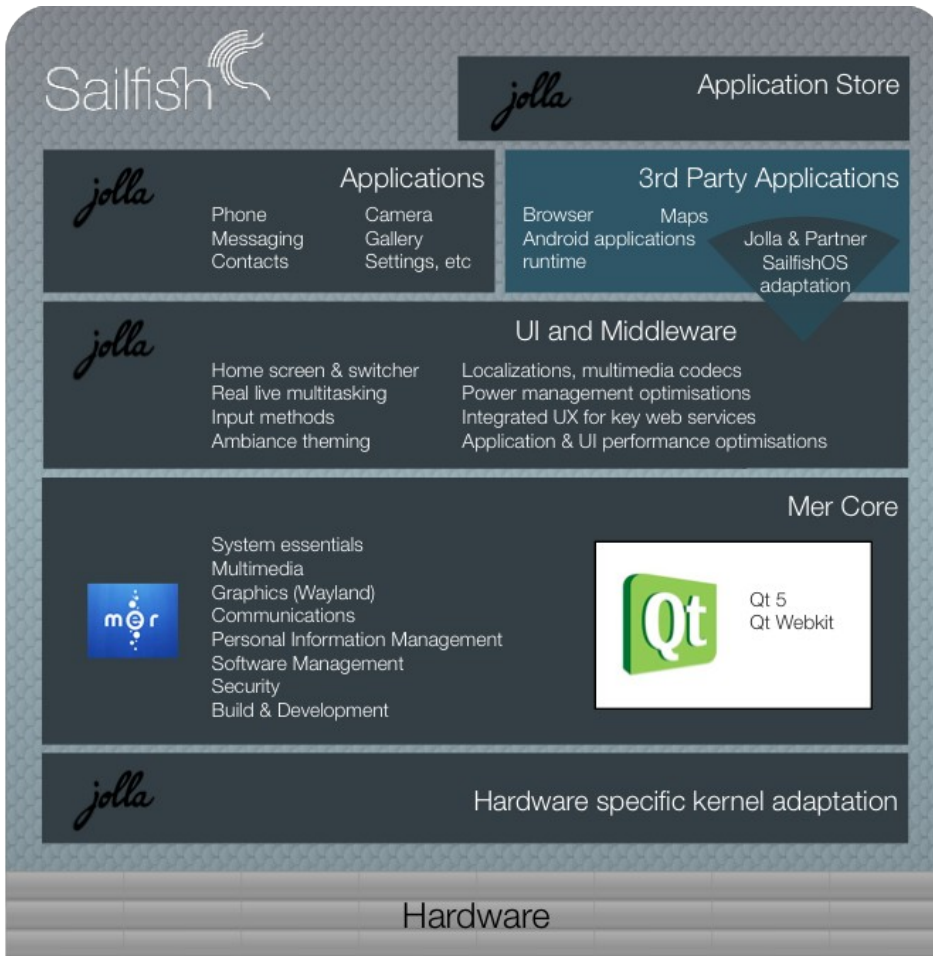 Sailfish
jolla
Application Store
jolla
Applications
Phone
Messaging
Contacts
Camera
Gallery
Settings, etc
3rd Party Applications
Browser
Maps
Android applications
runtime
Jolla & Partner
SailfishOS
adaptation
jolla
UI and Middleware
Home screen & switcher
Real live multitasking
Input methods
Ambiance theming
Localizations, multimedia codecs
Power management optimisations
Integrated UX for key web services
Application & UI performance optimisations
Mer Core
mer
System essentials
Multimedia
Graphics (Wayland)
Communications
Personal Information Management
Software Management
Security
Build & Development
Qt
Qt 5
Qt Webkit
jolla
Hardware specific kernel adaptation
Hardware